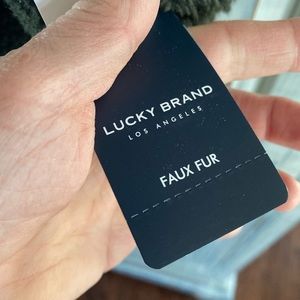 LUCKY BRAND
LOS ANGELES
FAUX FUR